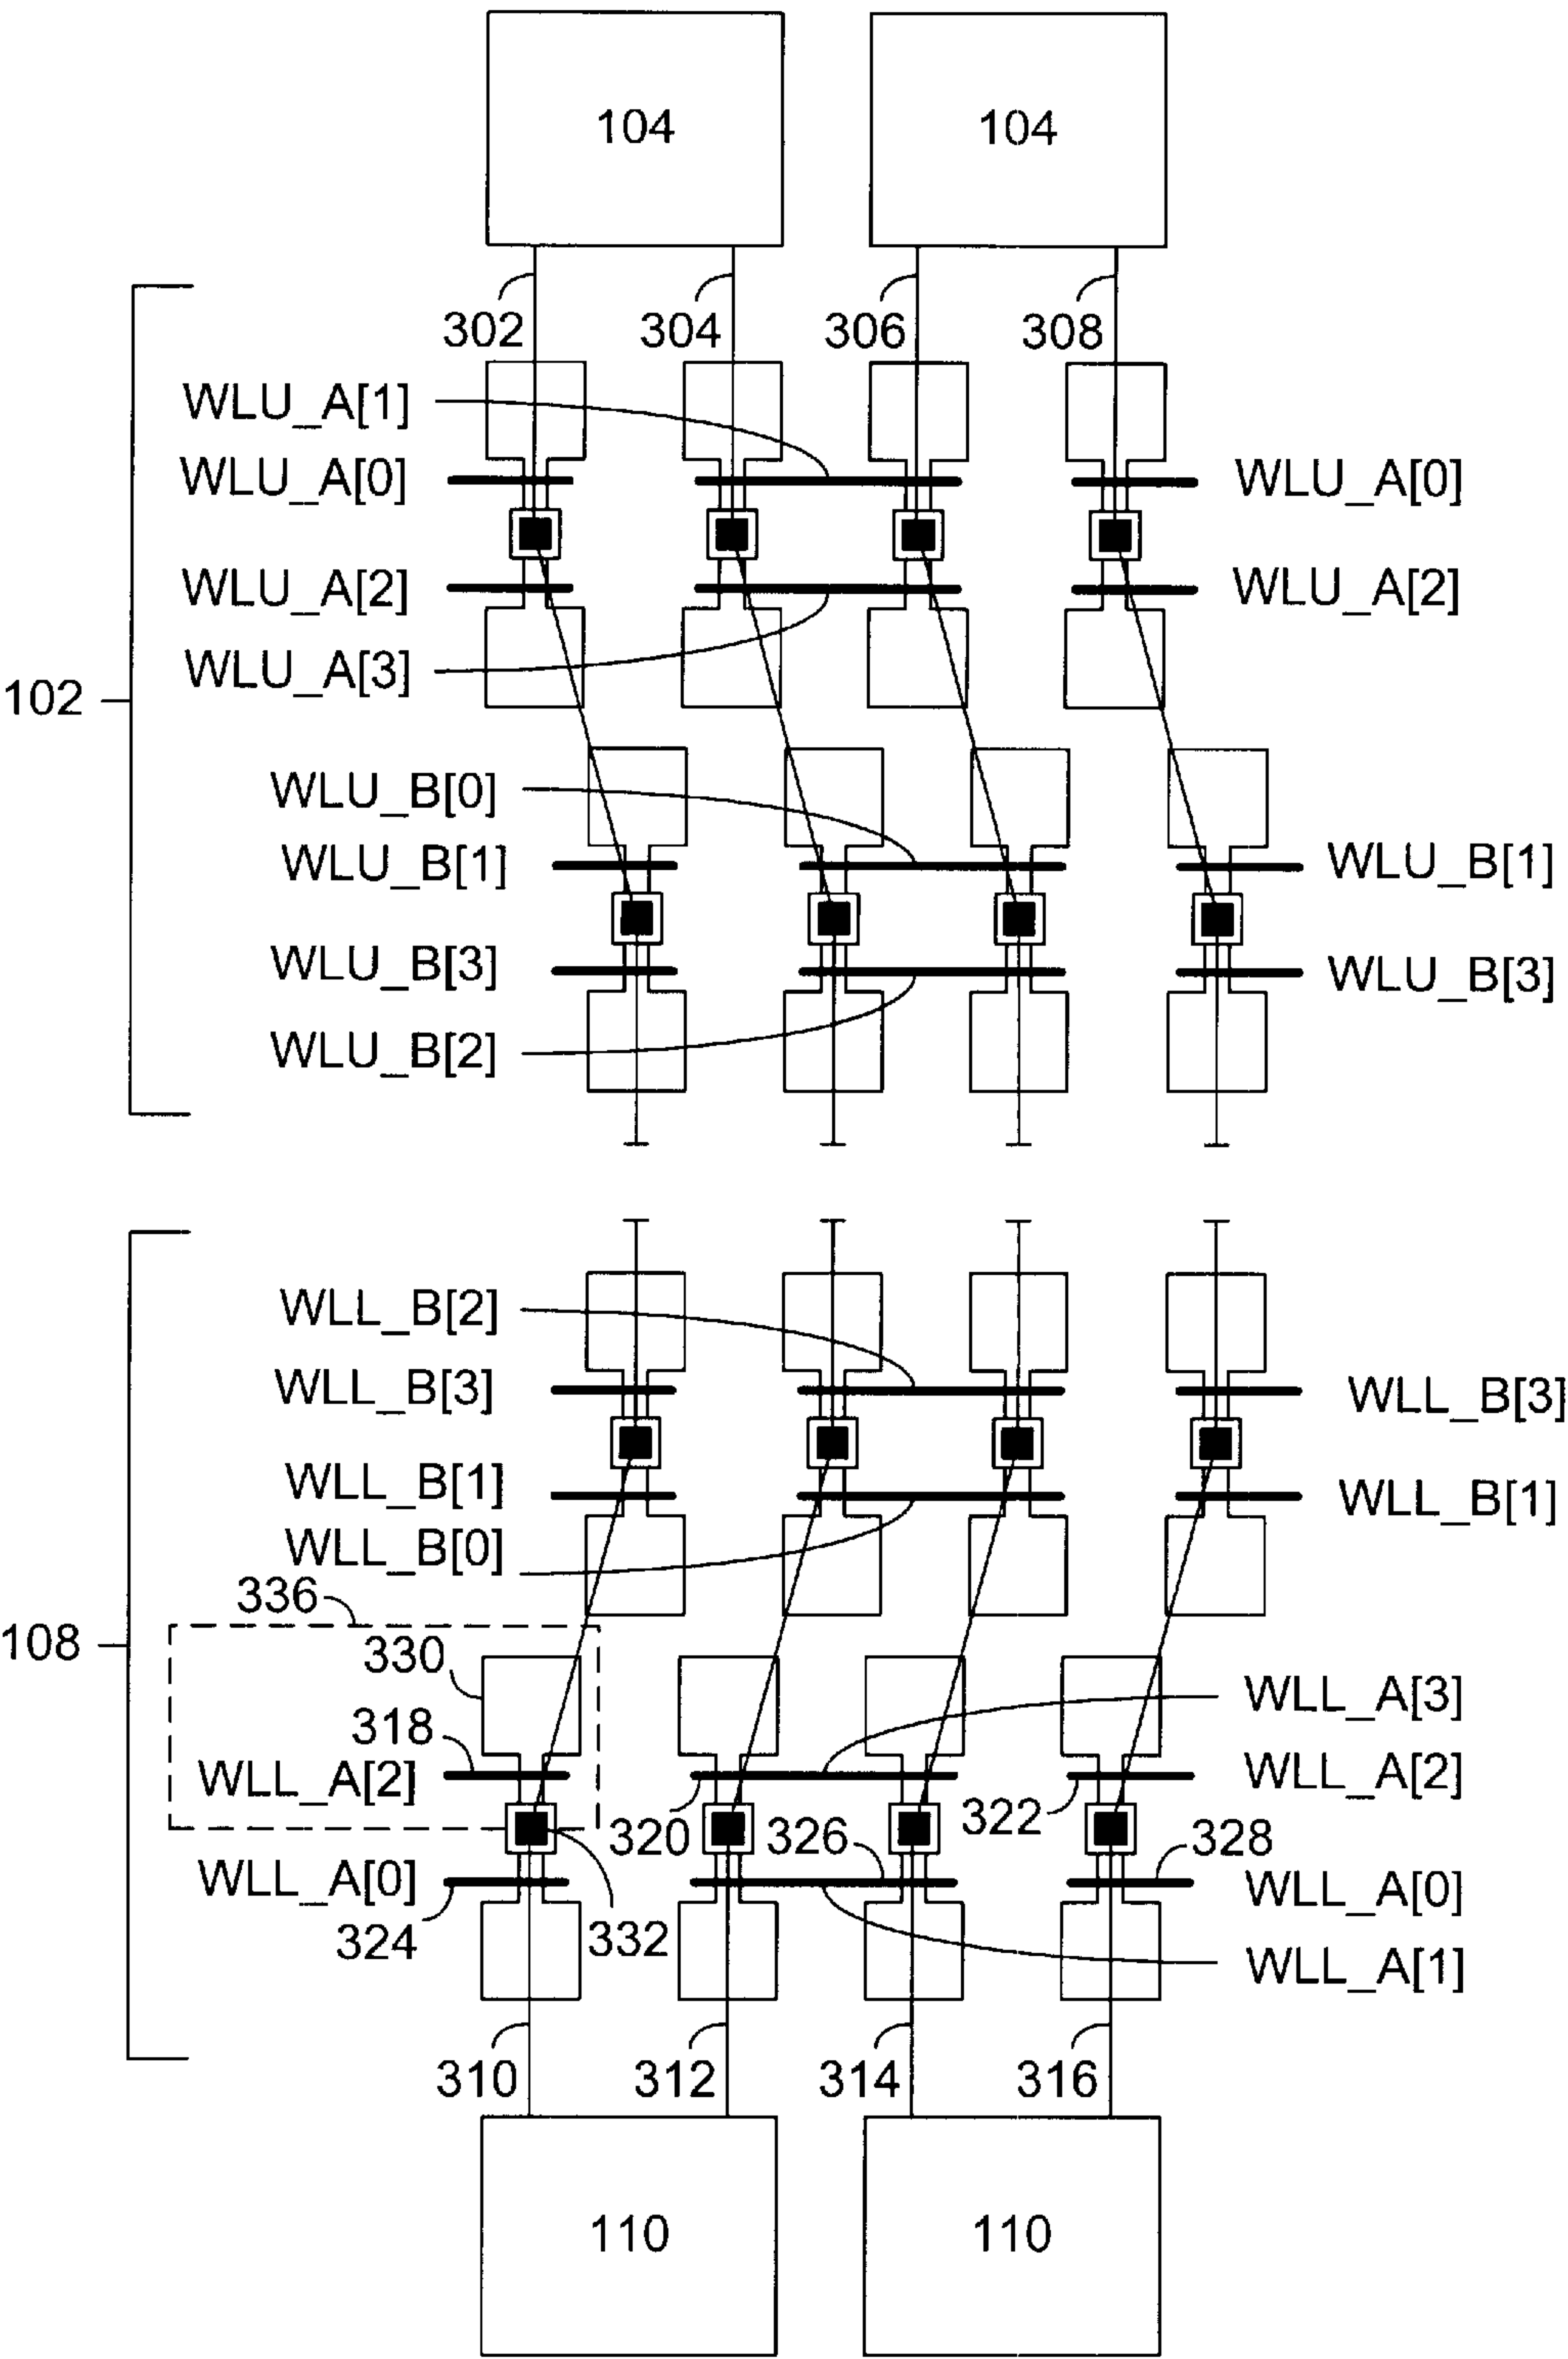 104 104
302 304 306 308
WLU_A[1]
WLU_A[0] WLU_A[0]
WLU_A[2] WLU_A[2]
WLU_A[3]
102
WLU_B[0]
WLU_B[1] WLU_B[1]
WLU_B[3] WLU_B[3]
WLU_B[2]
WLL_B[2]
WLL_B[3] WLL_B[3]
WLL_B[1] WLL_B[1]
WLL_B[0]
336
108
330
WLL_A[3]
318
WLL_A[2] WLL_A[2]
320 326 322 328
WLL_A[0] WLL_A[0]
324 332
WLL_A[1]
310 312 314 316
110 110